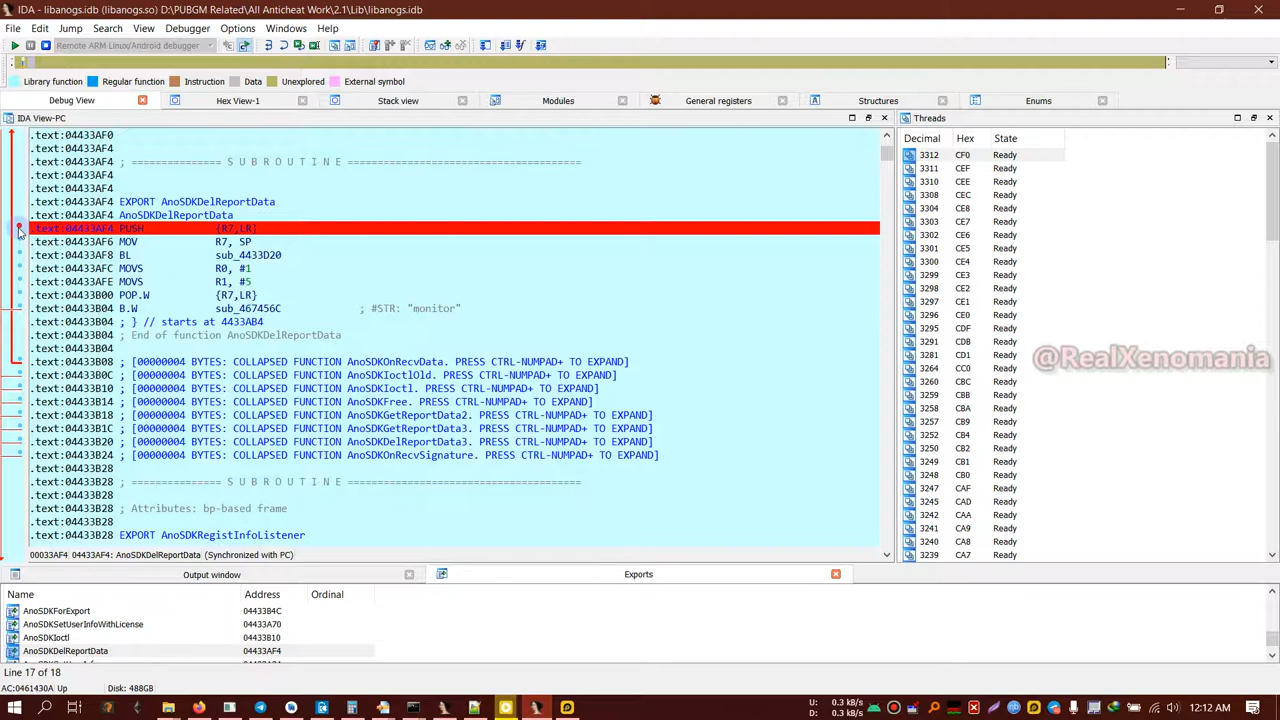 IDA - libanogs.idb (libanogs.so) D:\PUBGM Related\All Anticheat Work\2.1\Lib\libanogs.idb
File Edit Jump Search View Debugger Options Windows Help
Remote ARM Linux/Android debugger
Library function Regular function Instruction Data Unexplored External symbol
Debug View Hex View-1 Stack view Modules General registers Structures Enums
IDA View-PC
.text:04433AF0
.text:04433AF4
.text:04433AF4 ; =============== S U B R O U T I N E =======================================
.text:04433AF4
.text:04433AF4
.text:04433AF4 EXPORT AnoSDKDelReportData
.text:04433AF4 AnoSDKDelReportData
.text:04433AF4 PUSH {R7,LR}
.text:04433AF6 MOV R7, SP
.text:04433AF8 BL sub_4433D20
.text:04433AFC MOVS R0, #1
.text:04433AFE MOVS R1, #5
.text:04433B00 POP.W {R7,LR}
.text:04433B04 B.W sub_467456C ; #STR: "monitor"
.text:04433B04 ; } // starts at 4433AB4
.text:04433B04 ; End of function AnoSDKDelReportData
.text:04433B04
.text:04433B08 ; [00000004 BYTES: COLLAPSED FUNCTION AnoSDKOnRecvData. PRESS CTRL-NUMPAD+ TO EXPAND]
.text:04433B0C ; [00000004 BYTES: COLLAPSED FUNCTION AnoSDKIoctlOld. PRESS CTRL-NUMPAD+ TO EXPAND]
.text:04433B10 ; [00000004 BYTES: COLLAPSED FUNCTION AnoSDKIoctl. PRESS CTRL-NUMPAD+ TO EXPAND]
.text:04433B14 ; [00000004 BYTES: COLLAPSED FUNCTION AnoSDKFree. PRESS CTRL-NUMPAD+ TO EXPAND]
.text:04433B18 ; [00000004 BYTES: COLLAPSED FUNCTION AnoSDKGetReportData2. PRESS CTRL-NUMPAD+ TO EXPAND]
.text:04433B1C ; [00000004 BYTES: COLLAPSED FUNCTION AnoSDKGetReportData3. PRESS CTRL-NUMPAD+ TO EXPAND]
.text:04433B20 ; [00000004 BYTES: COLLAPSED FUNCTION AnoSDKDelReportData3. PRESS CTRL-NUMPAD+ TO EXPAND]
.text:04433B24 ; [00000004 BYTES: COLLAPSED FUNCTION AnoSDKOnRecvSignature. PRESS CTRL-NUMPAD+ TO EXPAND]
.text:04433B28
.text:04433B28 ; =============== S U B R O U T I N E =======================================
.text:04433B28
.text:04433B28 ; Attributes: bp-based frame
.text:04433B28
.text:04433B28 EXPORT AnoSDKRegistInfoListener
00033AF4 04433AF4: AnoSDKDelReportData (Synchronized with PC)
Threads
Decimal Hex State
3312 CF0 Ready
3311 CEF Ready
3310 CEE Ready
3308 CEC Ready
3304 CE8 Ready
3303 CE7 Ready
3302 CE6 Ready
3301 CE5 Ready
3300 CE4 Ready
3299 CE3 Ready
3298 CE2 Ready
3297 CE1 Ready
3296 CE0 Ready
3295 CDF Ready
3291 CDB Ready
3281 CD1 Ready
3264 CC0 Ready
3260 CBC Ready
3259 CBB Ready
3258 CBA Ready
3257 CB9 Ready
3252 CB4 Ready
3250 CB2 Ready
3249 CB1 Ready
3248 CB0 Ready
3247 CAF Ready
3245 CAD Ready
3242 CAA Ready
3241 CA9 Ready
3240 CA8 Ready
3239 CA7 Ready
@RealXenomania
Output window Exports
Name Address Ordinal
AnoSDKForExport 04433B4C
AnoSDKSetUserInfoWithLicense 04433A70
AnoSDKIoctl 04433B10
AnoSDKDelReportData 04433AF4
Line 17 of 18
AC:0461430A Up Disk: 488GB
U: 0.3 kB/s
D: 0.3 kB/s
12:12 AM